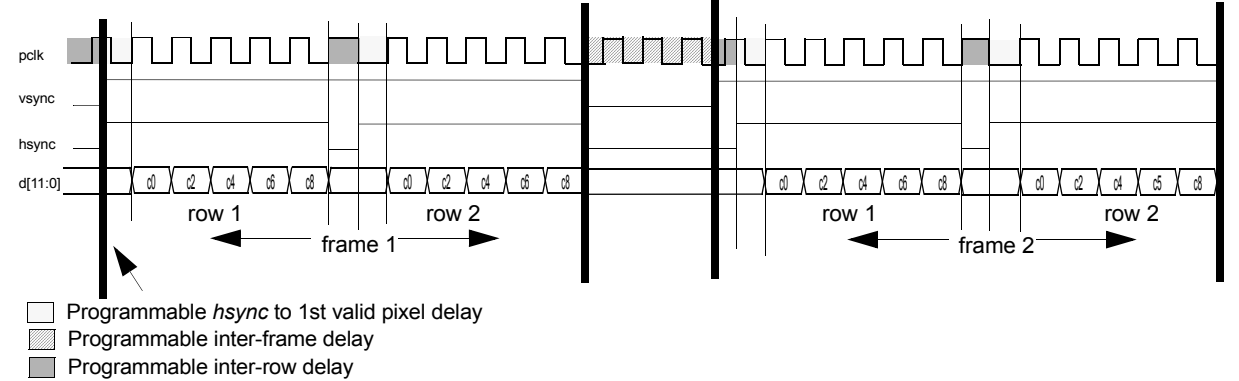 pclk
vsync
hsync
d[11:0]
c0 c2 c4 c6 c8 c0 c2 c4 c6 c8 c0 c2 c4 c6 c8 c0 c2 c4 c5 c8
row 1 row 2 row 1 row 2
frame 1 frame 2
Programmable hsync to 1st valid pixel delay
Programmable inter-frame delay
Programmable inter-row delay